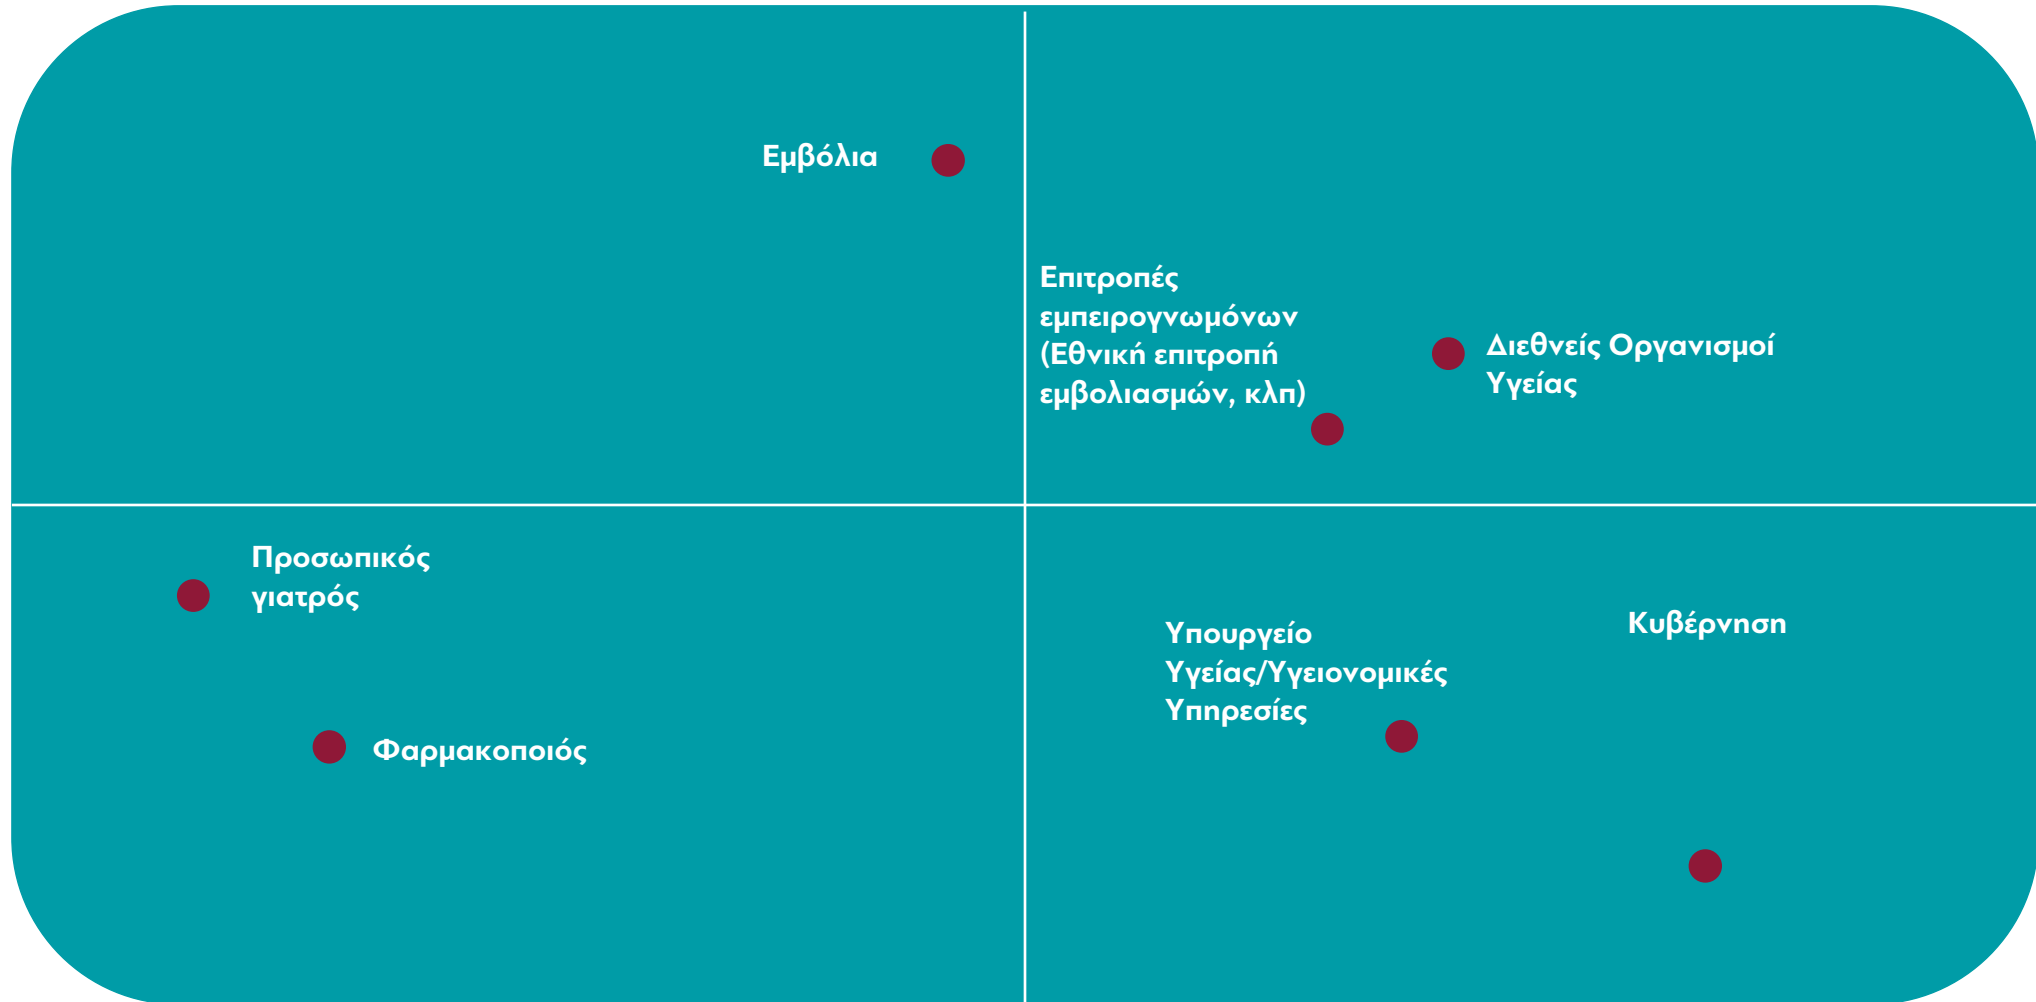 Εμβόλια
Επιτροπές
εμπειρογνωμόνων
(Εθνική επιτροπή
εμβολιασμών, κλπ)
Διεθνείς Οργανισμοί
Υγείας
Προσωπικός
γιατρός
Φαρμακοποιός
Υπουργείο
Υγείας/Υγειονομικές
Υπηρεσίες
Κυβέρνηση